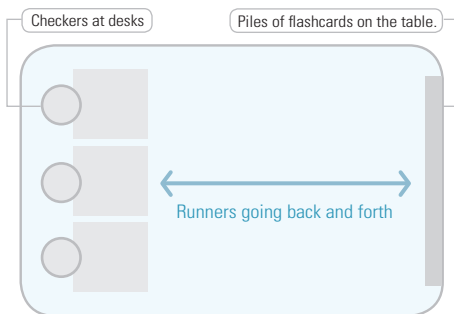 Checkers at desks
Piles of flashcards on the table.
Runners going back and forth